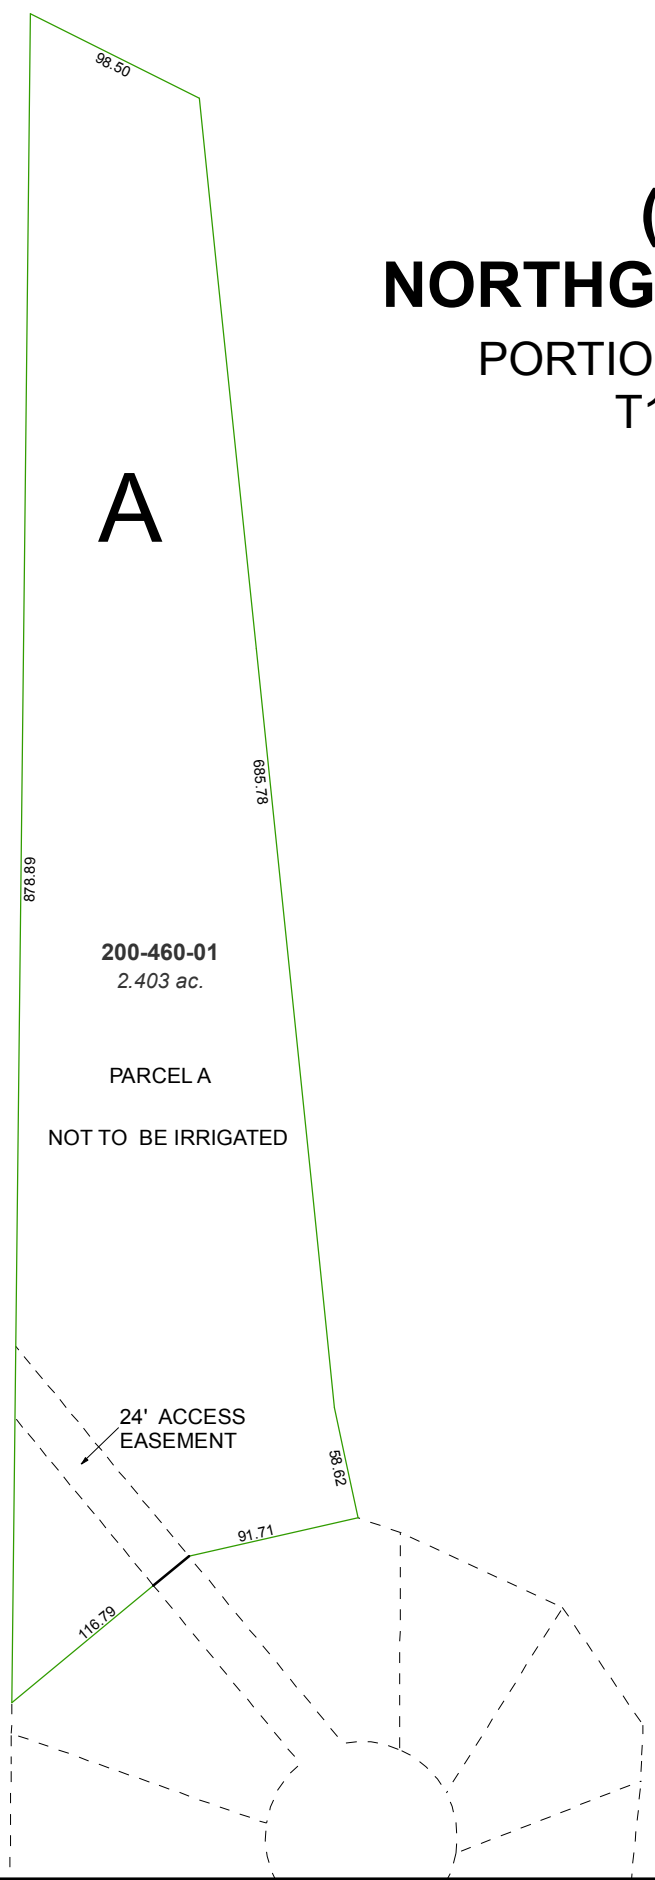 98.50
(
NORTHG
PORTIO
T1
A
685.78
878.89
200-460-01
2.403 ac.
PARCEL A
NOT TO BE IRRIGATED
24' ACCESS
EASEMENT
58.62
91.71
116.79